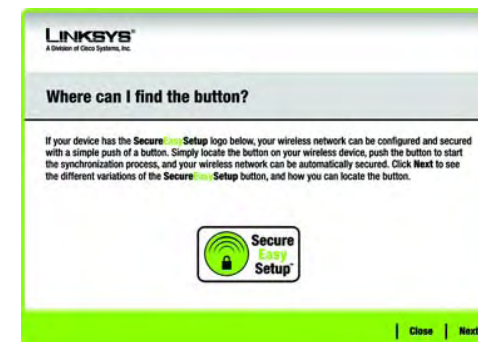 LINKSYS®
A Division of Cisco Systems, Inc.
Where can I find the button?
If your device has the SecureEasySetup logo below, your wireless network can be configured and secured
with a simple push of a button. Simply locate the button on your wireless device, push the button to start
the synchronization process, and your wireless network can be automatically secured. Click Next to see
the different variations of the SecureEasySetup button, and how you can locate the button.
Secure
Easy
Setup™
Close | Next